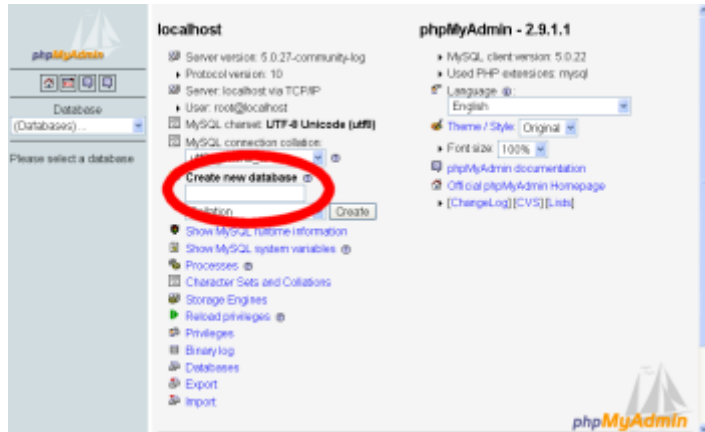 phpMyAdmin
Database
(Databases)...
Please select a database
localhost
Server version: 5.0.27-community-log
Protocol version: 10
Server: localhost via TCP/IP
User: root@localhost
MySQL charset: UTF-8 Unicode (utf8)
MySQL connection collation:
Create new database
Collation
Create
Show MySQL runtime information
Show MySQL system variables
Processes
Character Sets and Collations
Storage Engines
Reload privileges
Privileges
Binary log
Databases
Export
Import
phpMyAdmin - 2.9.1.1
MySQL client version: 5.0.22
Used PHP extensions: mysql
Language
English
Theme / Style: Original
Font size: 100%
phpMyAdmin documentation
Official phpMyAdmin Homepage
[ChangeLog] [CVS] [Lists]
phpMyAdmin